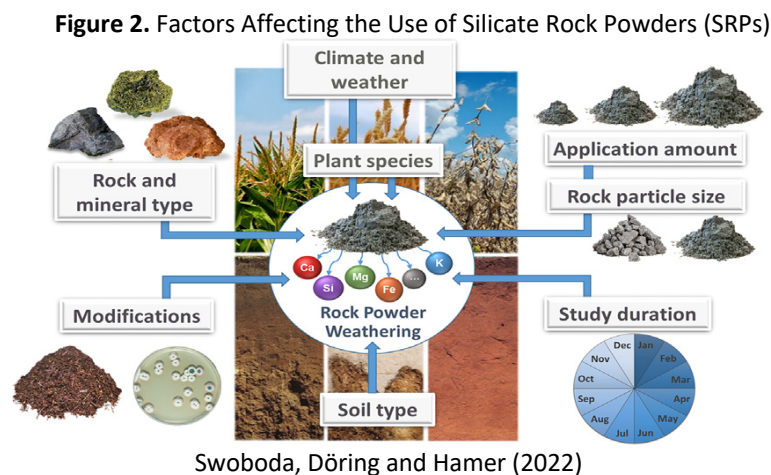 Figure 2. Factors Affecting the Use of Silicate Rock Powders (SRPs)
Climate and
weather
Plant species
Rock and
mineral type
Application amount
Rock particle size
Ca
Si
Mg
Fe
...
K
Rock Powder
Weathering
Modifications
Study duration
Soil type
Dec
Jan
Nov
Feb
Oct
Mar
Sep
Apr
Aug
May
Jul
Jun
Swoboda, Döring and Hamer (2022)